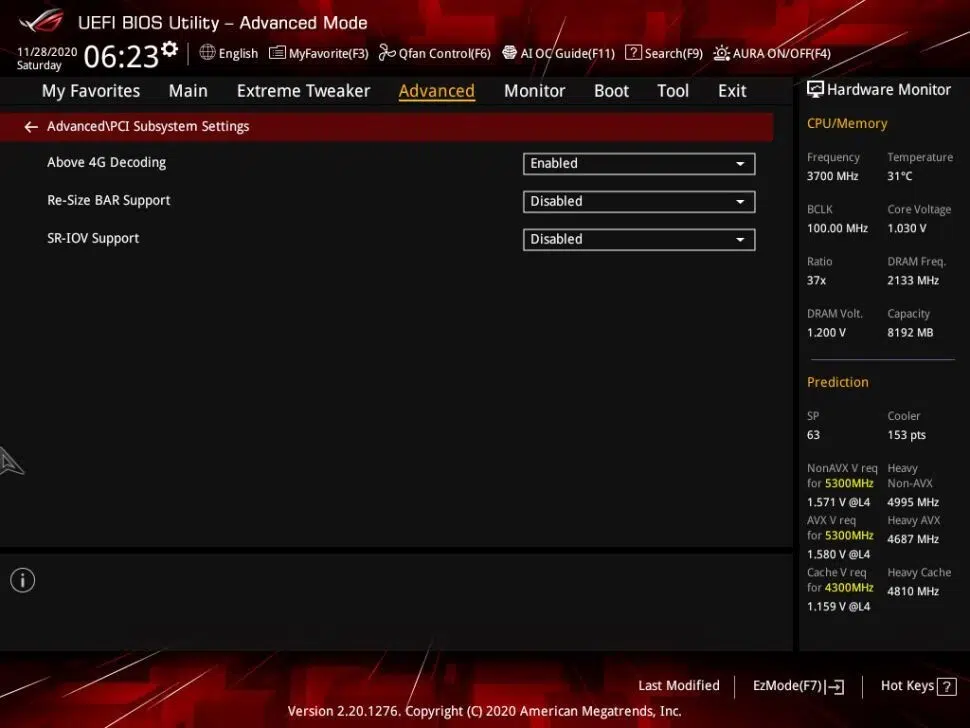 UEFI BIOS Utility – Advanced Mode
11/28/2020
Saturday
06:23
English
MyFavorite(F3)
Qfan Control(F6)
AI OC Guide(F11)
Search(F9)
AURA ON/OFF(F4)
My Favorites Main Extreme Tweaker Advanced Monitor Boot Tool Exit
Advanced\PCI Subsystem Settings
Above 4G Decoding Enabled
Re-Size BAR Support Disabled
SR-IOV Support Disabled
Hardware Monitor
CPU/Memory
Frequency Temperature
3700 MHz 31°C
BCLK Core Voltage
100.00 MHz 1.030 V
Ratio DRAM Freq.
37x 2133 MHz
DRAM Volt. Capacity
1.200 V 8192 MB
Prediction
SP Cooler
63 153 pts
NonAVX V req Heavy
for 5300MHz Non-AVX
1.571 V @L4 4995 MHz
AVX V req Heavy AVX
for 5300MHz 4687 MHz
1.580 V @L4
Cache V req Heavy Cache
for 4300MHz 4810 MHz
1.159 V @L4
Last Modified
EzMode(F7)
Hot Keys ?
Version 2.20.1276. Copyright (C) 2020 American Megatrends, Inc.